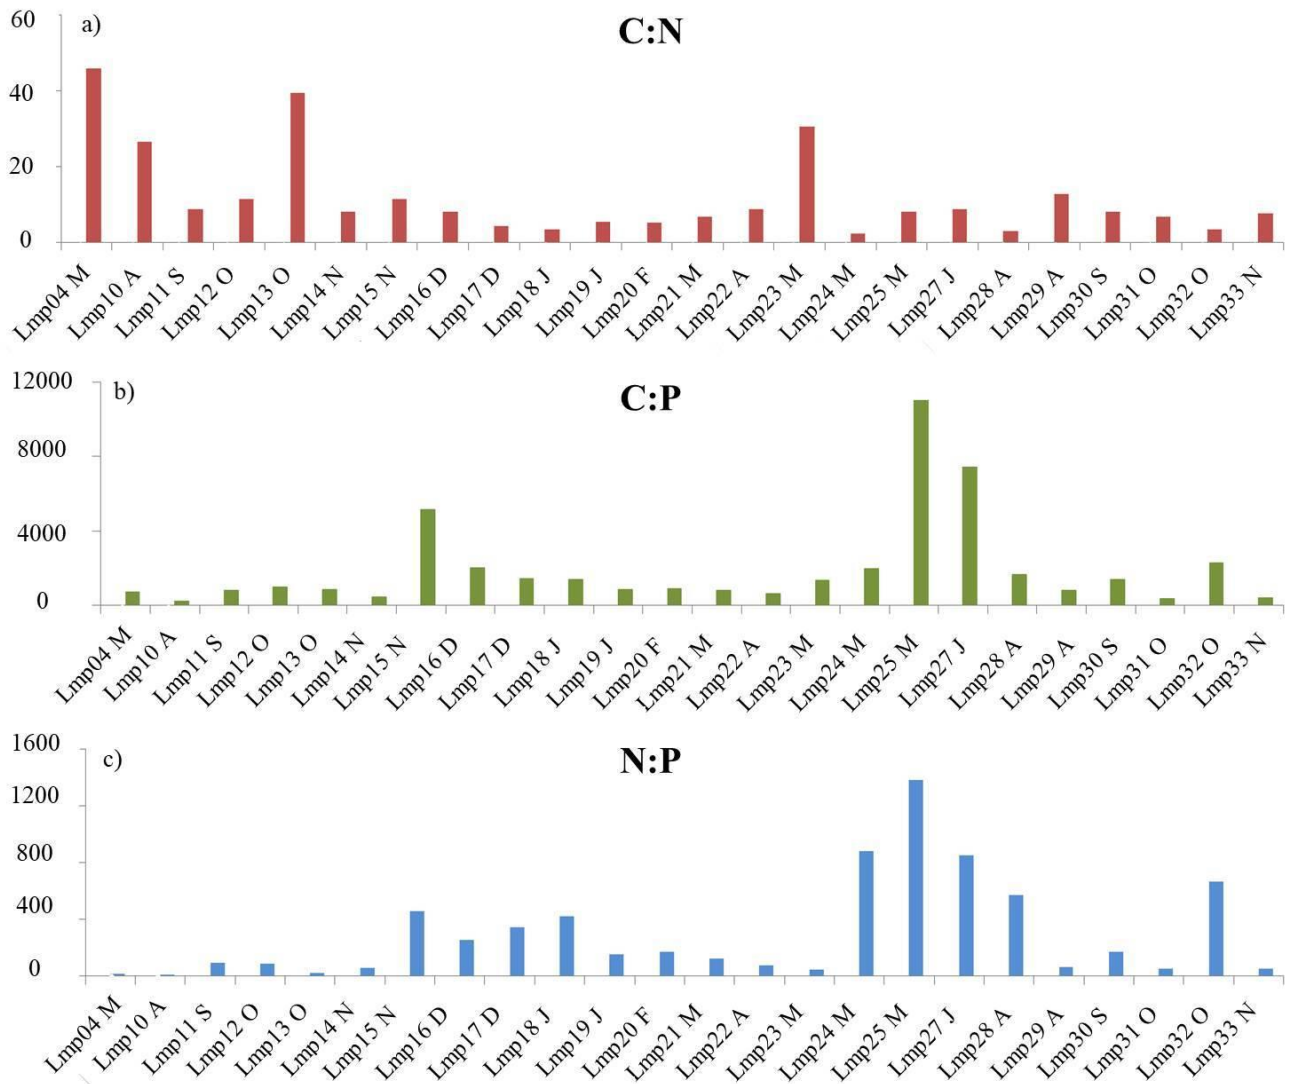 a)
C:N
60
40
20
0
Lmp04 M
Lmp10 A
Lmp11 S
Lmp12 O
Lmp13 O
Lmp14 N
Lmp15 N
Lmp16 D
Lmp17 D
Lmp18 J
Lmp19 J
Lmp20 F
Lmp21 M
Lmp22 A
Lmp23 M
Lmp24 M
Lmp25 M
Lmp27 J
Lmp28 A
Lmp29 A
Lmp30 S
Lmp31 O
Lmp32 O
Lmp33 N
b)
C:P
12000
8000
4000
0
Lmp04 M
Lmp10 A
Lmp11 S
Lmp12 O
Lmp13 O
Lmp14 N
Lmp15 N
Lmp16 D
Lmp17 D
Lmp18 J
Lmp19 J
Lmp20 F
Lmp21 M
Lmp22 A
Lmp23 M
Lmp24 M
Lmp25 M
Lmp27 J
Lmp28 A
Lmp29 A
Lmp30 S
Lmp31 O
Lmp32 O
Lmp33 N
c)
N:P
1600
1200
800
400
0
Lmp04 M
Lmp10 A
Lmp11 S
Lmp12 O
Lmp13 O
Lmp14 N
Lmp15 N
Lmp16 D
Lmp17 D
Lmp18 J
Lmp19 J
Lmp20 F
Lmp21 M
Lmp22 A
Lmp23 M
Lmp24 M
Lmp25 M
Lmp27 J
Lmp28 A
Lmp29 A
Lmp30 S
Lmp31 O
Lmp32 O
Lmp33 N